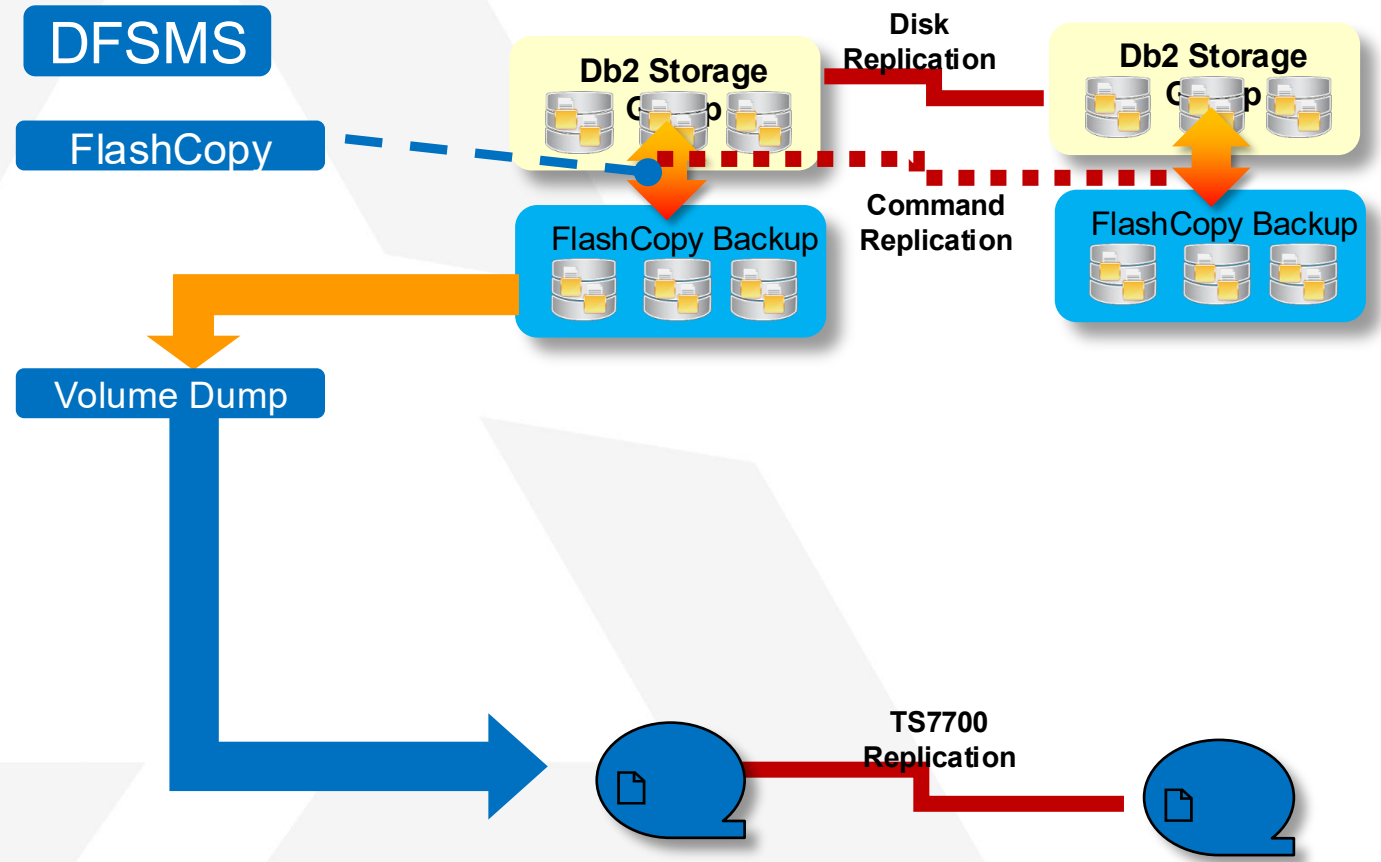 DFSMS
FlashCopy
Disk
Replication
Db2 Storage
Db2 Storage
Command
Replication
FlashCopy Backup
FlashCopy Backup
Volume Dump
TS7700
Replication